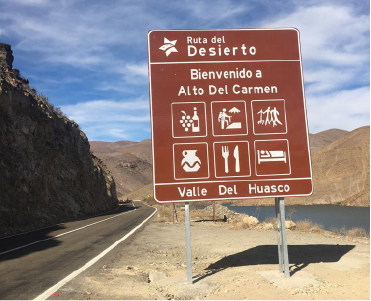 Ruta del
Desierto
Bienvenido a
Alto Del Carmen
Valle Del Huasco